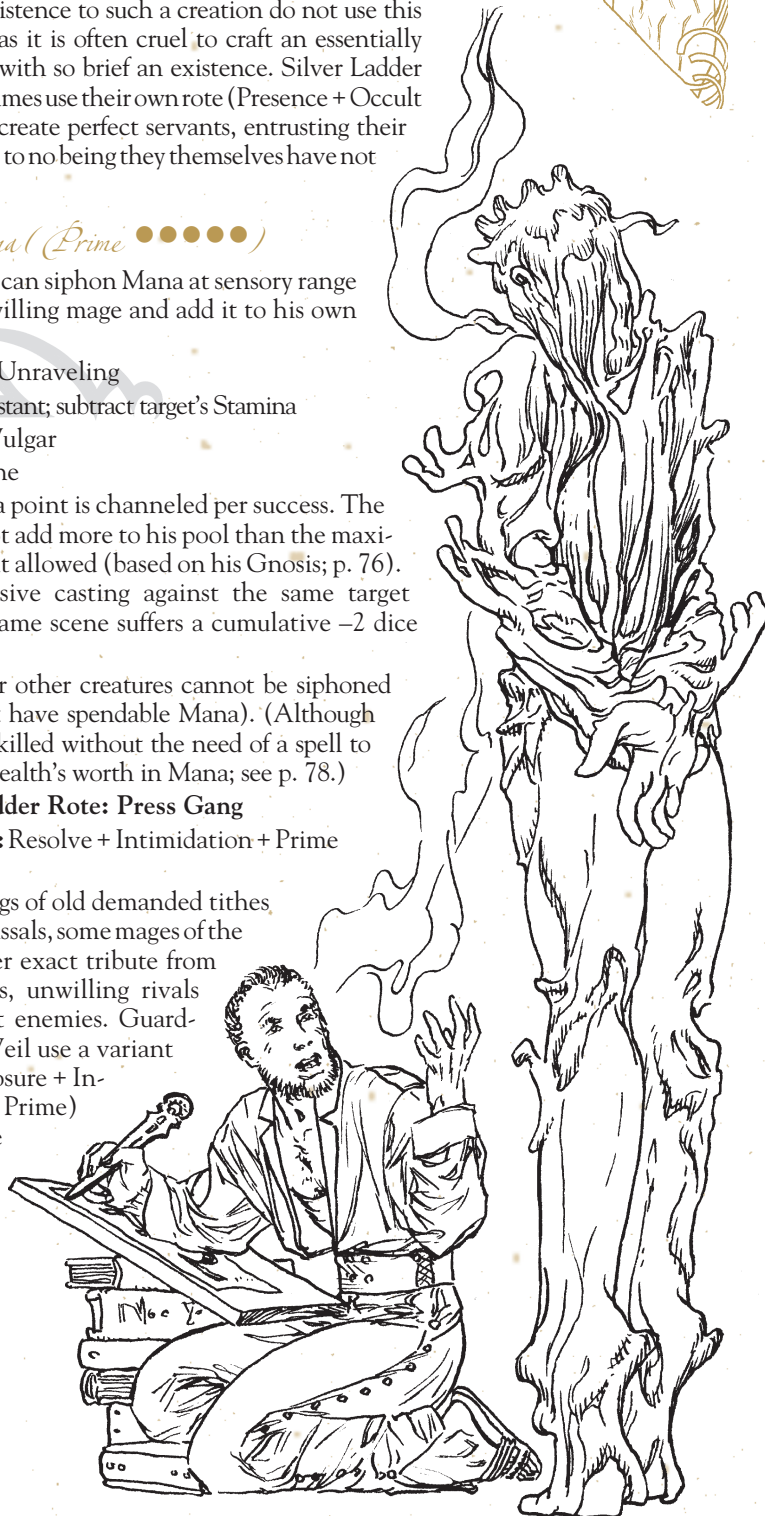 istence to such a creation do not use this
as it is often cruel to craft an essentially
with so brief an existence. Silver Ladder
mes use their own rote (Presence + Occult
create perfect servants, entrusting their
to no being they themselves have not
na (Prime ●●●●●)
can siphon Mana at sensory range
willing mage and add it to his own
Unraveling
stant; subtract target's Stamina
Vulgar
ne
a point is channeled per success. The
t add more to his pool than the maxi-
t allowed (based on his Gnosis; p. 76).
sive casting against the same target
ame scene suffers a cumulative –2 dice
r other creatures cannot be siphoned
t have spendable Mana). (Although
killed without the need of a spell to
ealth's worth in Mana; see p. 78.)
lder Rote: Press Gang
: Resolve + Intimidation + Prime
gs of old demanded tithes
ssals, some mages of the
er exact tribute from
s, unwilling rivals
t enemies. Guard-
Veil use a variant
osure + In-
Prime)
e